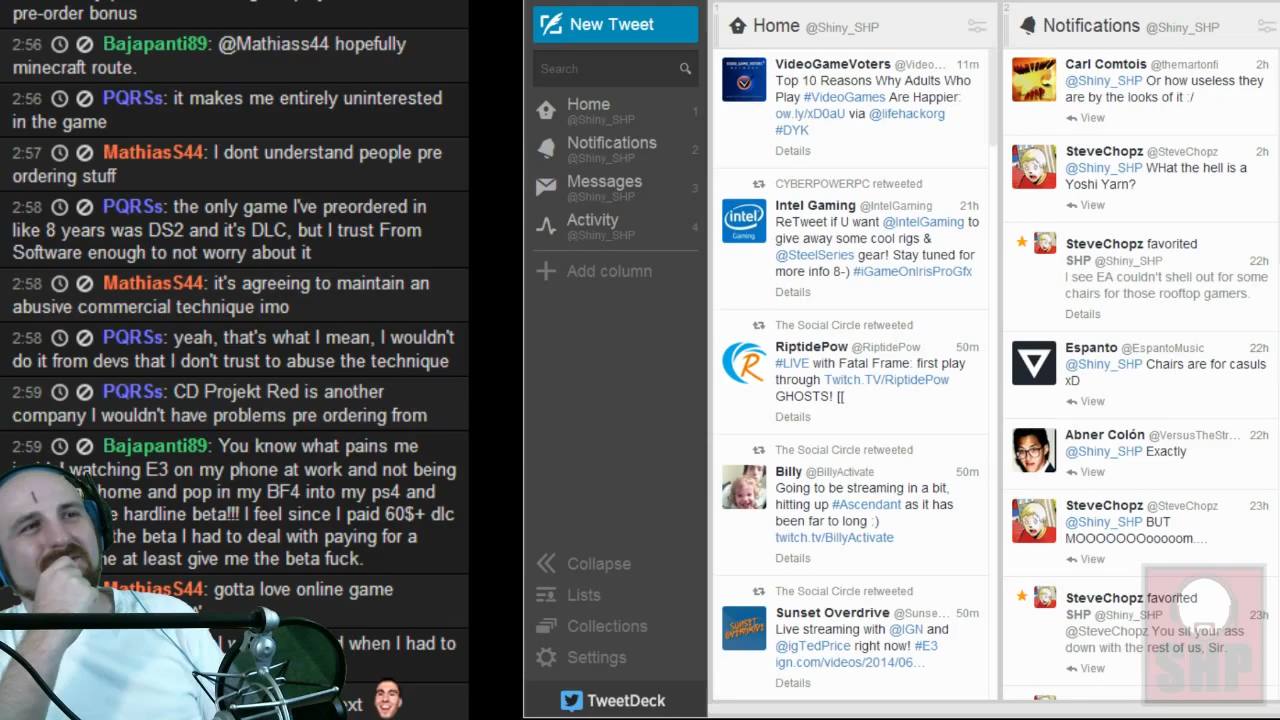 pre-order bonus
2:56 Bajapanti89: @Mathiass44 hopefully
minecraft route.
2:56 PQRSs: it makes me entirely uninterested
in the game
2:57 MathiasS44: I dont understand people pre
ordering stuff
2:58 PQRSs: the only game I've preordered in
like 8 years was DS2 and it's DLC, but I trust From
Software enough to not worry about it
2:58 MathiasS44: it's agreeing to maintain an
abusive commercial technique imo
2:58 PQRSs: yeah, that's what I mean, I wouldn't
do it from devs that I don't trust to abuse the technique
2:59 PQRSs: CD Projekt Red is another
company I wouldn't have problems pre ordering from
2:59 Bajapanti89: You know what pains me
watching E3 on my phone at work and not being
home and pop in my BF4 into my ps4 and
hardline beta!!! I feel since I paid 60$+ dlc
the beta I had to deal with paying for a
at least give me the beta fuck.
MathiasS44: gotta love online game
when I had to
New Tweet
Search
Home
@Shiny_SHP
1
Notifications
@Shiny_SHP
2
Messages
@Shiny_SHP
3
Activity
@Shiny_SHP
4
Add column
Collapse
Lists
Collections
Settings
TweetDeck
1
Home @Shiny_SHP
VideoGameVoters @Video... 11m
Top 10 Reasons Why Adults Who
Play #VideoGames Are Happier:
ow.ly/xD0aU via @lifehackorg
#DYK
Details
CYBERPOWERPC retweeted
Intel Gaming @IntelGaming 21h
ReTweet if U want @IntelGaming to
give away some cool rigs &
@SteelSeries gear! Stay tuned for
more info 8-) #iGameOnIrisProGfx
Details
The Social Circle retweeted
RiptidePow @RiptidePow 50m
#LIVE with Fatal Frame: first play
through Twitch.TV/RiptidePow
GHOSTS! [[
Details
The Social Circle retweeted
Billy @BillyActivate 50m
Going to be streaming in a bit,
hitting up #Ascendant as it has
been far to long :)
twitch.tv/BillyActivate
Details
The Social Circle retweeted
Sunset Overdrive @Sunse... 50m
Live streaming with @IGN and
@igTedPrice right now! #E3
ign.com/videos/2014/06...
Details
2
Notifications @Shiny_SHP
Carl Comtois @themartonfi 2h
@Shiny_SHP Or how useless they
are by the looks of it :/
View
SteveChopz @SteveChopz 2h
@Shiny_SHP WHat the hell is a
Yoshi Yarn?
View
SteveChopz favorited
SHP @Shiny_SHP 22h
I see EA couldn't shell out for some
chairs for those rooftop gamers.
Details
Espanto @EspantoMusic 22h
@Shiny_SHP Chairs are for casuls
xD
View
Abner Colón @VersusTheStr... 22h
@Shiny_SHP Exactly
View
SteveChopz @SteveChopz 23h
@Shiny_SHP BUT
MOOOOOOOooooom....
View
SteveChopz favorited
SHP @Shiny_SHP 23h
@SteveChopz You sit your ass
down with the rest of us, Sir.
View
SHP